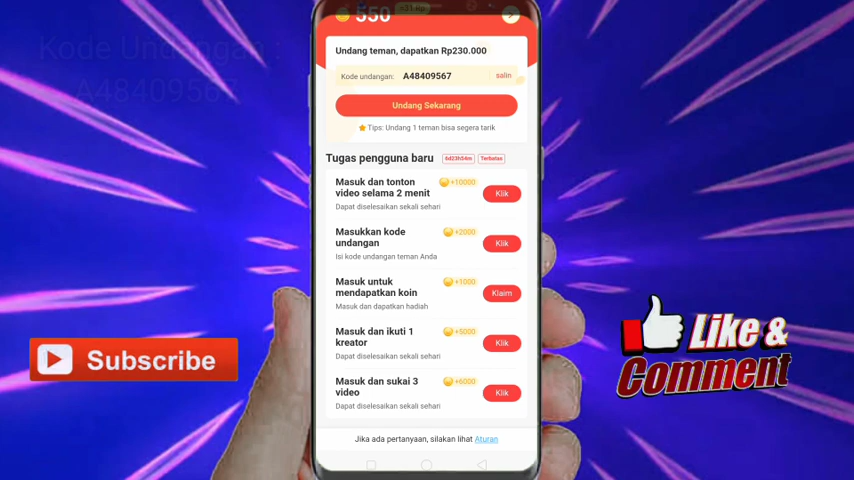 Kode Undangan :
A48409567
550
Undang teman, dapatkan Rp230.000
Kode undangan: A48409567 salin
Undang Sekarang
Tips: Undang 1 teman bisa segera tarik
Tugas pengguna baru 6d23h54m Terbatas
Masuk dan tonton
video selama 2 menit
+10000
Klik
Dapat diselesaikan sekali sehari
Masukkan kode
undangan
+2000
Klik
Isi kode undangan teman Anda
Masuk untuk
mendapatkan koin
+1000
Klaim
Masuk dan dapatkan hadiah
Masuk dan ikuti 1
kreator
+5000
Klik
Dapat diselesaikan sekali sehari
Masuk dan sukai 3
video
+6000
Klik
Dapat diselesaikan sekali sehari
Jika ada pertanyaan, silakan lihat Aturan
Subscribe
Like &
Comment